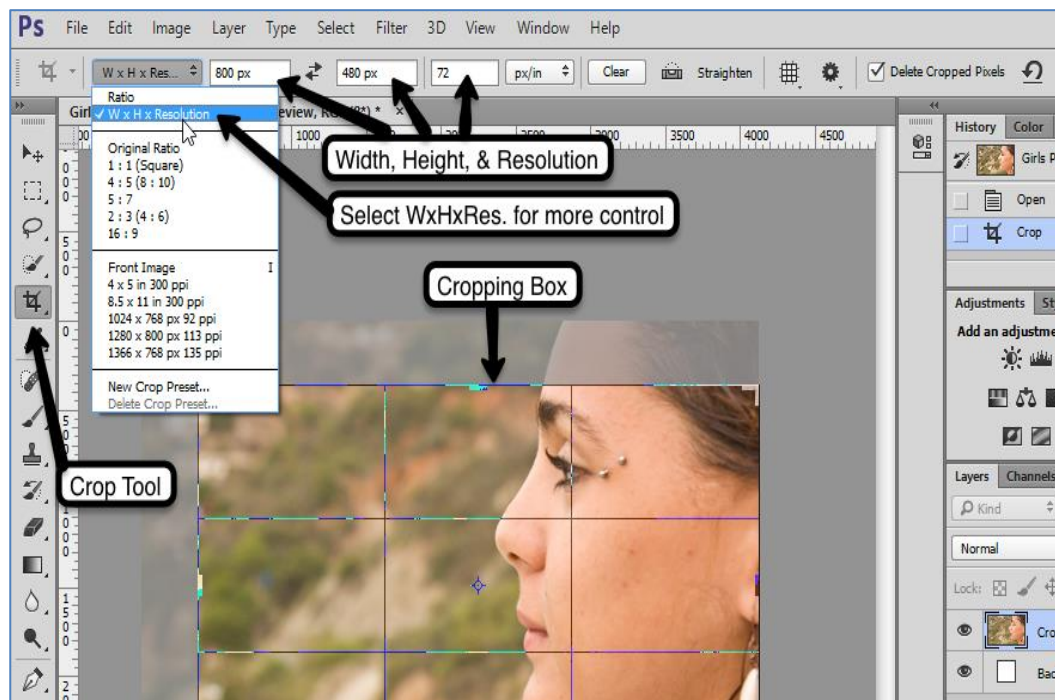 Ps File Edit Image Layer Type Select Filter 3D View Window Help
W x H x Res... 800 px 480 px 72 px/in Clear Straighten Delete Cropped Pixels
Ratio
W x H x Resolution
Original Ratio
1 : 1 (Square)
4 : 5 (8 : 10)
5 : 7
2 : 3 (4 : 6)
16 : 9
Front Image I
4 x 5 in 300 ppi
8.5 x 11 in 300 ppi
1024 x 768 px 92 ppi
1280 x 800 px 113 ppi
1366 x 768 px 135 ppi
New Crop Preset...
Delete Crop Preset...
1000 2500 3000 3500 4000 4500
Width, Height, & Resolution
Select WxHxRes. for more control
Cropping Box
Crop Tool
History Color
Girls P
Open
Crop
Adjustments St
Add an adjustme
Layers Channels
Kind
Normal
Lock:
Cro
Bac